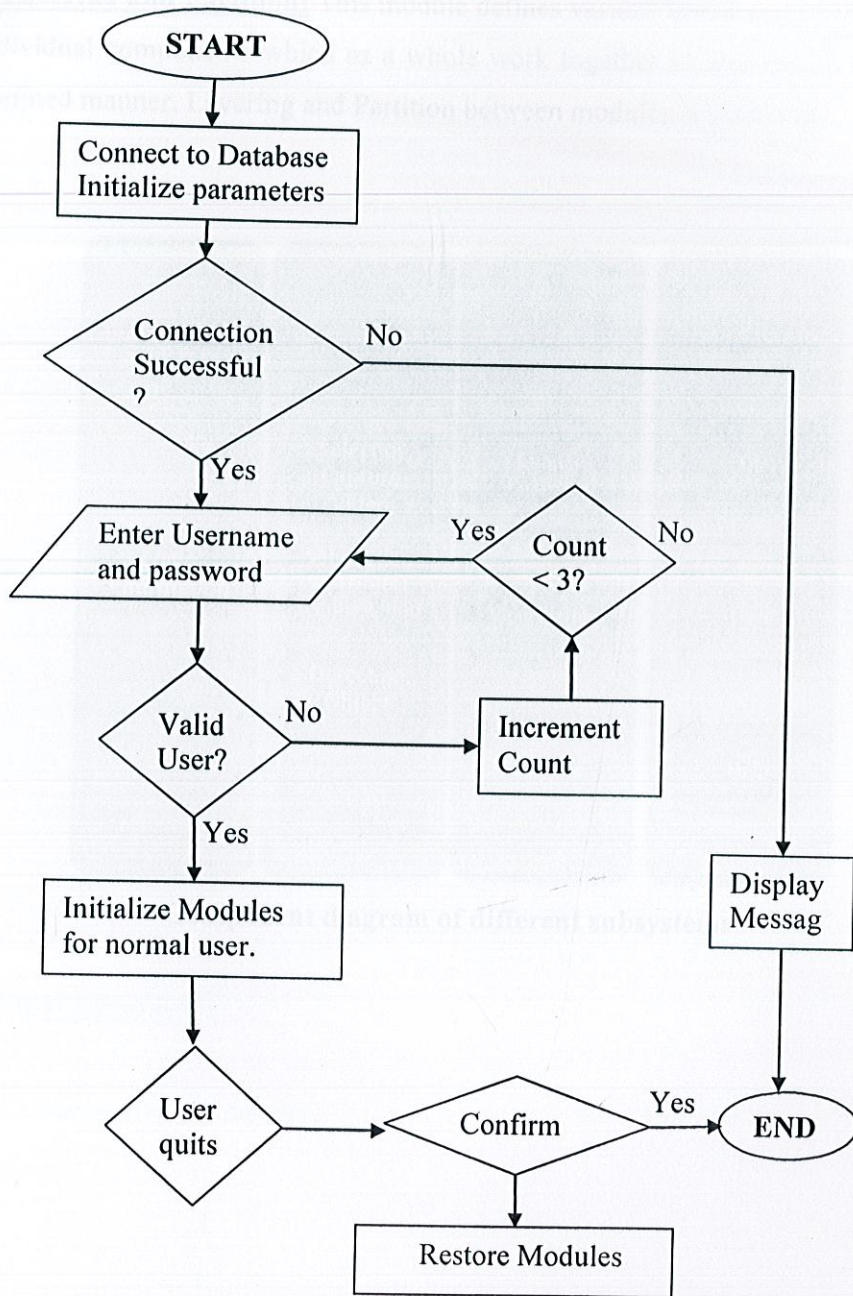 START
Connect to Database
Initialize parameters
Connection
Successful
?
No
Yes
Enter Username
and password
Yes
Count
< 3?
No
Valid
User?
No
Increment
Count
Yes
Initialize Modules
for normal user.
Display
Messag
User
quits
Confirm
Yes
END
Restore Modules